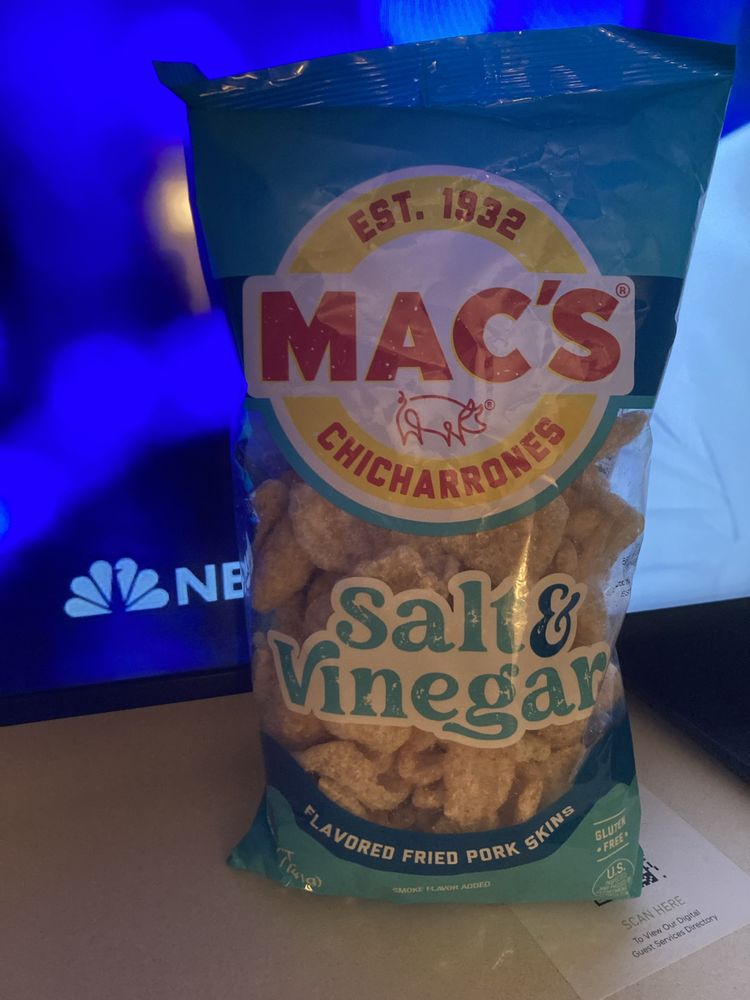 EST. 1932
MAC'S®
®
CHICHARRONES
Salt &
Vinegar
FLAVORED FRIED PORK SKINS
SMOKE FLAVOR ADDED
GLUTEN
• FREE •
U.S.
NB
SCAN HERE
To View Our Digital
Guest Services Directory